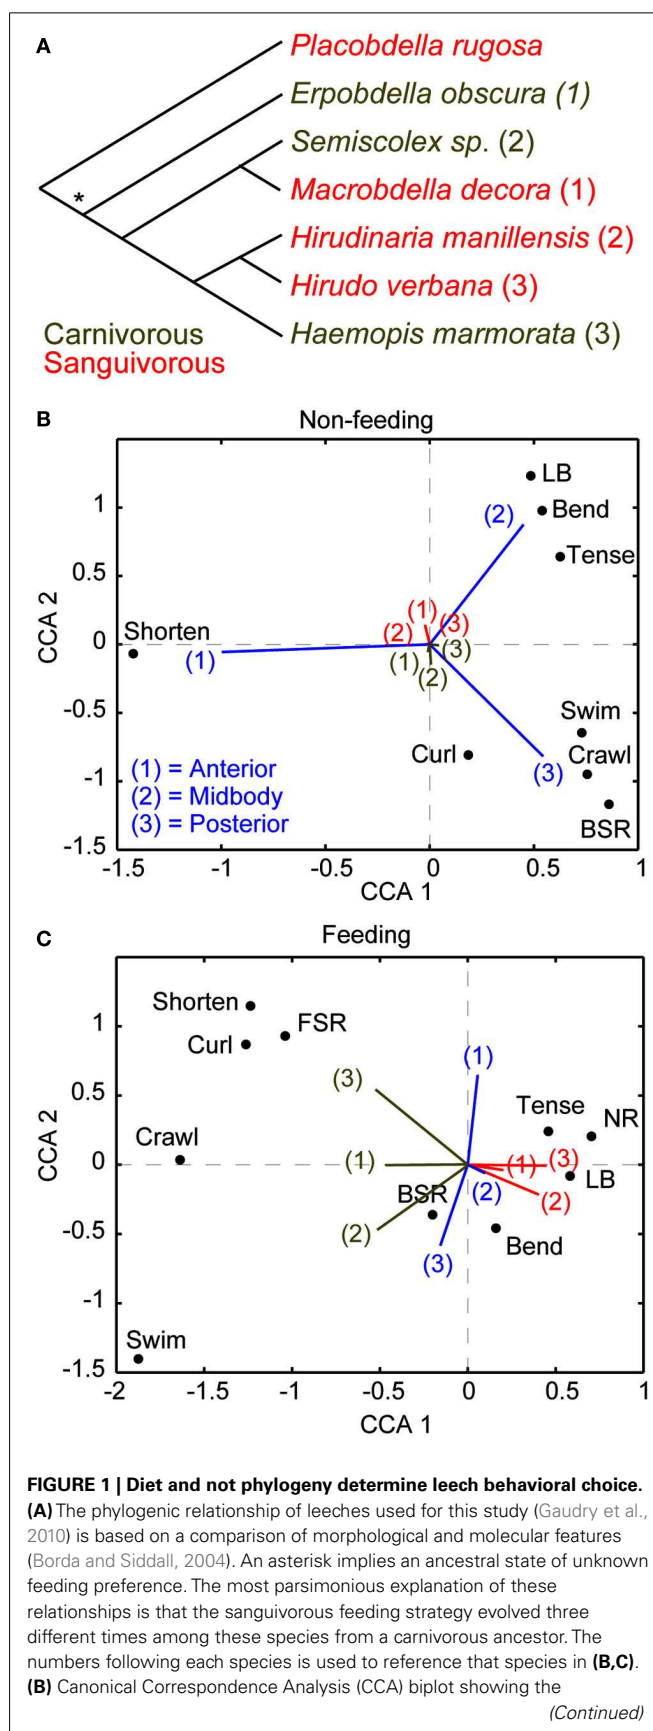 A
Placobdella rugosa
Erpobdella obscura (1)
Semiscolex sp. (2)
Macrobdella decora (1)
Hirudinaria manillensis (2)
Hirudo verbana (3)
Haemopis marmorata (3)
*
Carnivorous
Sanguivorous
B
Non-feeding
LB
(2)
Bend
Tense
1
0.5
0
-0.5
-1
-1.5
CCA 2
Shorten
(1)
(1)
(2)
(3)
(1)
(3)
(2)
Swim
Curl
Crawl
(3)
BSR
(1) = Anterior
(2) = Midbody
(3) = Posterior
-1.5
-1
-0.5
0
0.5
1
CCA 1
C
Feeding
Shorten
FSR
Curl
(1)
(3)
1
0.5
0
-0.5
-1
-1.5
CCA 2
Tense
NR
Crawl
(1)
(1)
(3)
LB
BSR
(2)
(2)
(2)
Bend
(3)
Swim
-2
-1.5
-1
-0.5
0
0.5
1
CCA 1
FIGURE 1 | Diet and not phylogeny determine leech behavioral choice.
(A) The phylogenic relationship of leeches used for this study (Gaudry et al.,
2010) is based on a comparison of morphological and molecular features
(Borda and Siddall, 2004). An asterisk implies an ancestral state of unknown
feeding preference. The most parsimonious explanation of these
relationships is that the sanguivorous feeding strategy evolved three
different times among these species from a carnivorous ancestor. The
numbers following each species is used to reference that species in (B,C).
(B) Canonical Correspondence Analysis (CCA) biplot showing the
(Continued)